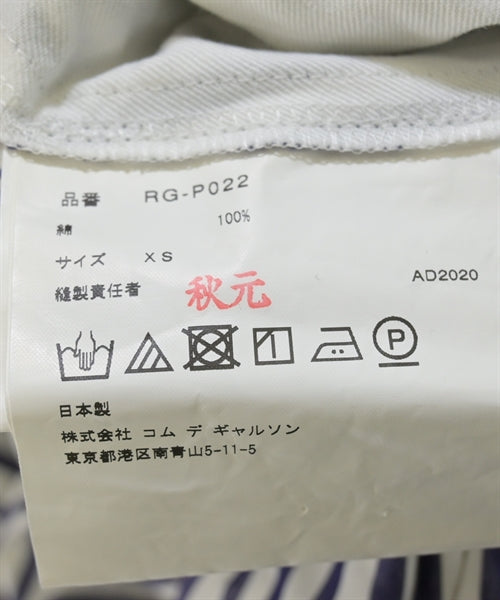 品番 RG-P022
綿 100%
サイズ XS
AD2020
縫製責任者 秋元
P
日本製
株式会社 コム デ ギャルソン
東京都港区南青山5-11-5